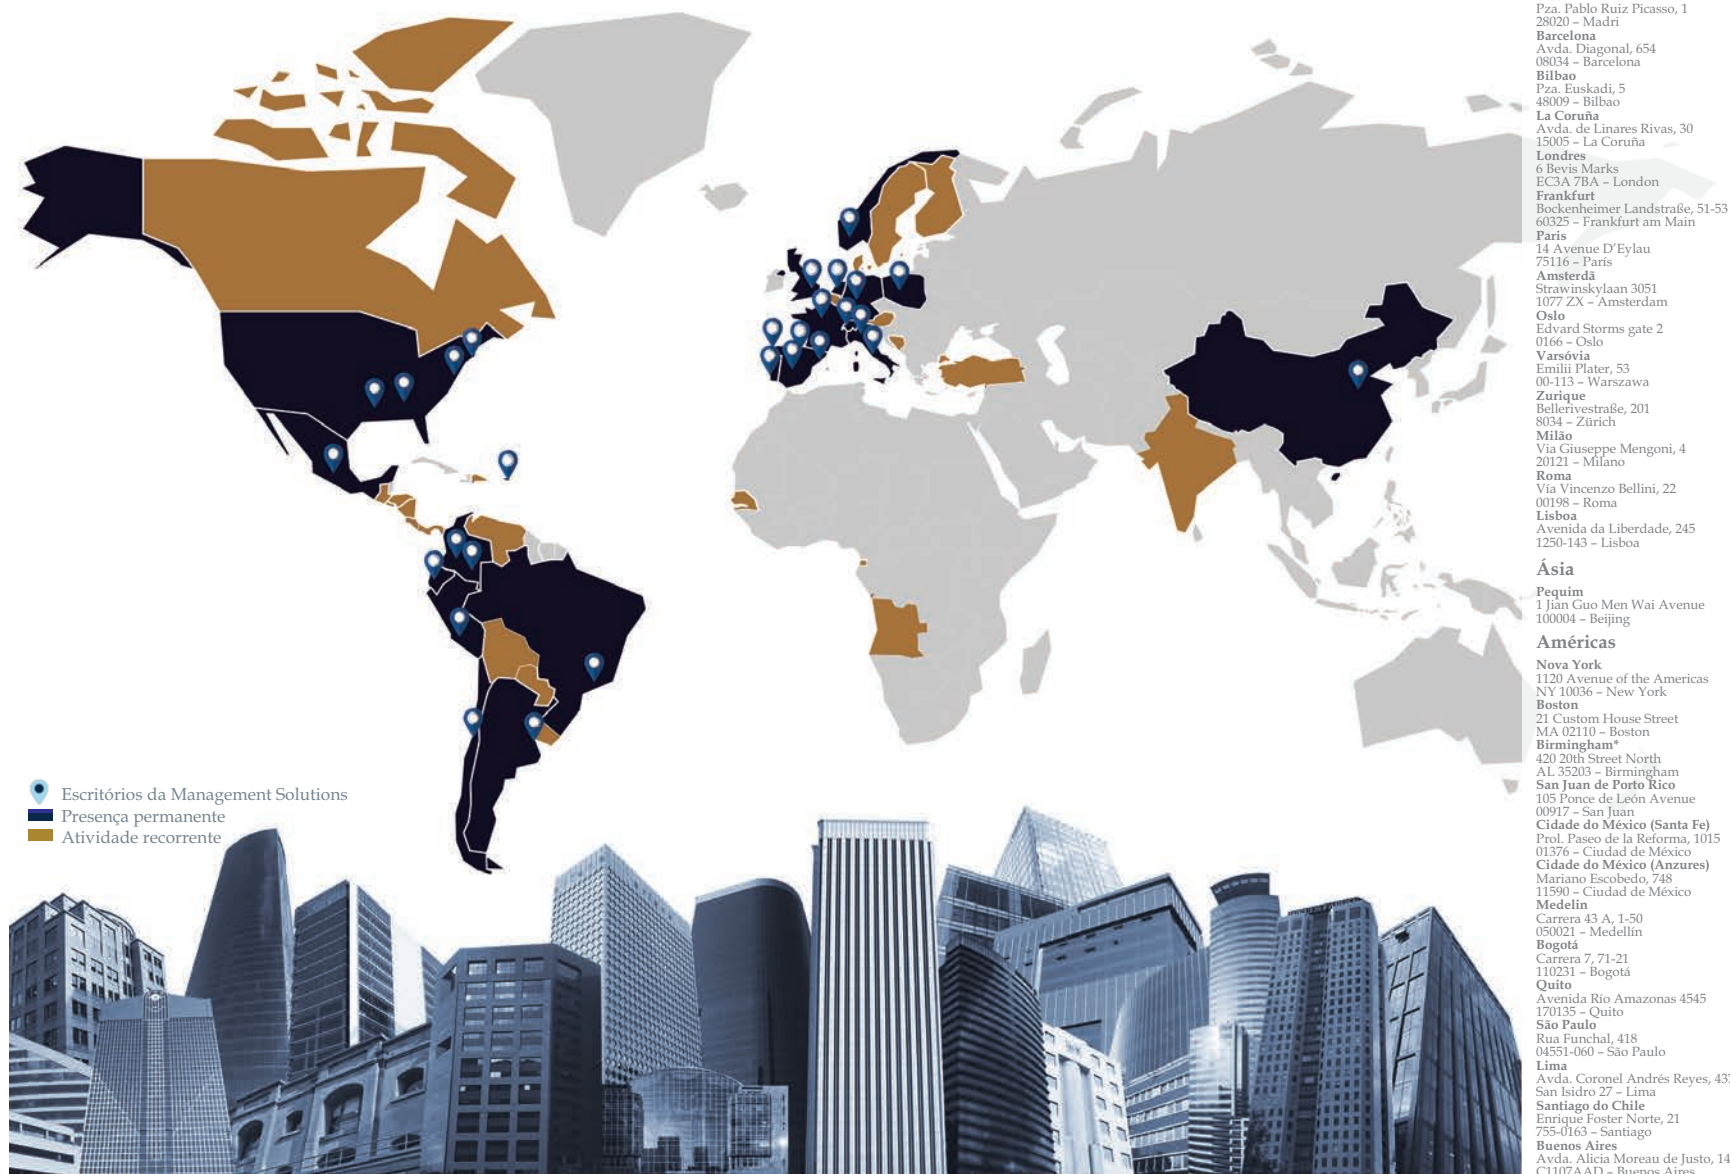 Escritórios da Management Solutions
Presença permanente
Atividade recorrente
Pza. Pablo Ruiz Picasso, 1
28020 – Madri
Barcelona
Avda. Diagonal, 654
08034 – Barcelona
Bilbao
Pza. Euskadi, 5
48009 – Bilbao
La Coruña
Avda. de Linares Rivas, 30
15005 – La Coruña
Londres
6 Bevis Marks
EC3A 7BA – London
Frankfurt
Bockenheimer Landstraße, 51-53
60325 – Frankfurt am Main
Paris
14 Avenue D’Eylau
75116 – París
Amsterdã
Strawinskylaan 3051
1077 ZX – Amsterdam
Oslo
Edvard Storms gate 2
0166 – Oslo
Varsóvia
Emilii Plater, 53
00-113 – Warszawa
Zurique
Bellerivestraße, 201
8034 – Zürich
Milão
Via Giuseppe Mengoni, 4
20121 – Milano
Roma
Vía Vincenzo Bellini, 22
00198 – Roma
Lisboa
Avenida da Liberdade, 245
1250-143 – Lisboa
Ásia
Pequim
1 Jian Guo Men Wai Avenue
100004 – Beijing
Américas
Nova York
1120 Avenue of the Americas
NY 10036 – New York
Boston
21 Custom House Street
MA 02110 – Boston
Birmingham*
420 20th Street North
AL 35203 – Birmingham
San Juan de Porto Rico
105 Ponce de León Avenue
00917 – San Juan
Cidade do México (Santa Fe)
Prol. Paseo de la Reforma, 1015
01376 – Ciudad de México
Cidade do México (Anzures)
Mariano Escobedo, 748
11590 – Ciudad de México
Medelin
Carrera 43 A, 1-50
050021 – Medellín
Bogotá
Carrera 7, 71-21
110231 – Bogotá
Quito
Avenida Río Amazonas 4545
170135 – Quito
São Paulo
Rua Funchal, 418
04551-060 – São Paulo
Lima
Avda. Coronel Andrés Reyes, 437
San Isidro 27 – Lima
Santiago do Chile
Enrique Foster Norte, 21
755-0163 – Santiago
Buenos Aires
Avda. Alicia Moreau de Justo, 14
C1107AAD – Buenos Aires